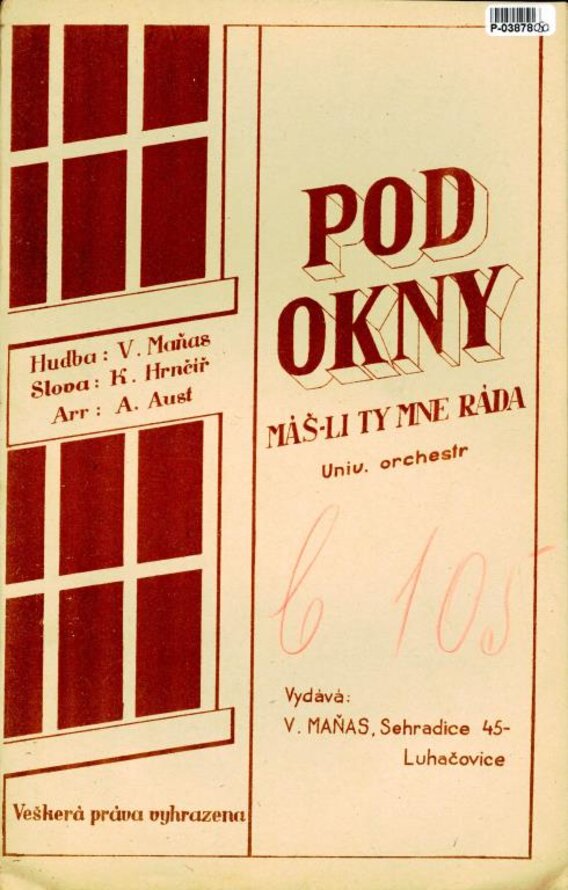 P-03878
POD
OKNY
MÁŠ-LI TY MNE RÁDA
Univ. orchestr
Hudba: V. Maňas
Slova: K. Hrnčíř
Arr: A. Aust
C 105
Vydává:
V. MAŇAS, Sehradice 45-
Luhačovice
Veškerá práva vyhrazena